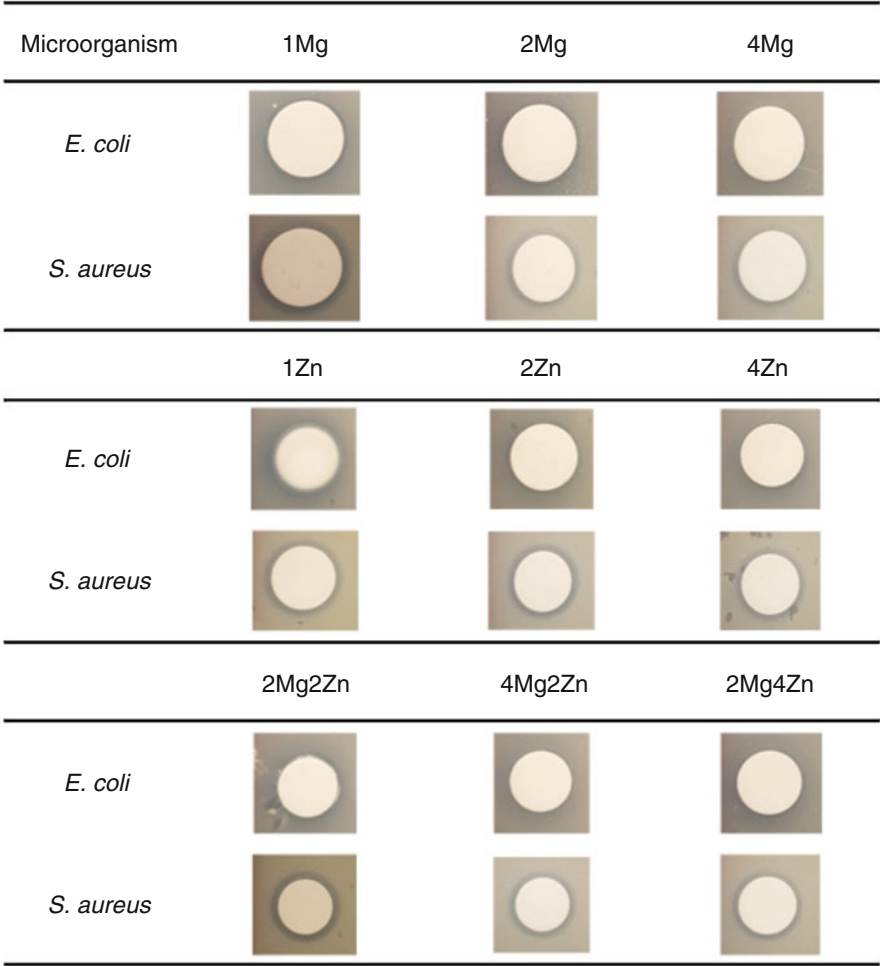 Microorganism 1Mg 2Mg 4Mg
E. coli
S. aureus
1Zn 2Zn 4Zn
E. coli
S. aureus
2Mg2Zn 4Mg2Zn 2Mg4Zn
E. coli
S. aureus